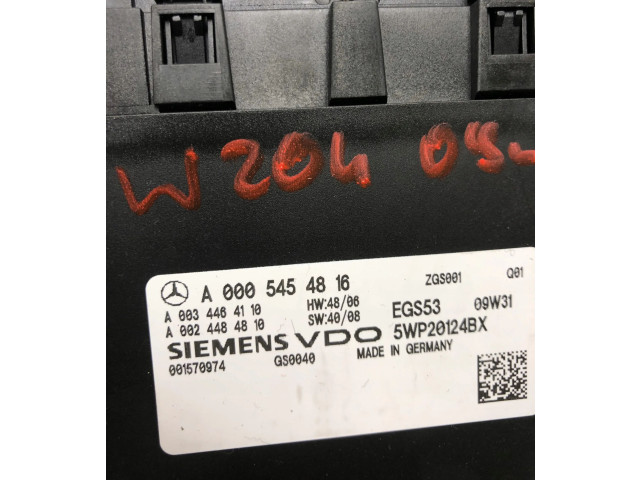 W204 08
A 000 545 48 16 ZGS001 Q01
A 003 446 41 10 HW:48/06 EGS53 09W31
A 002 448 48 10 SW:40/08 5WP20124BX
SIEMENS VDO MADE IN GERMANY
001570974 QS0040